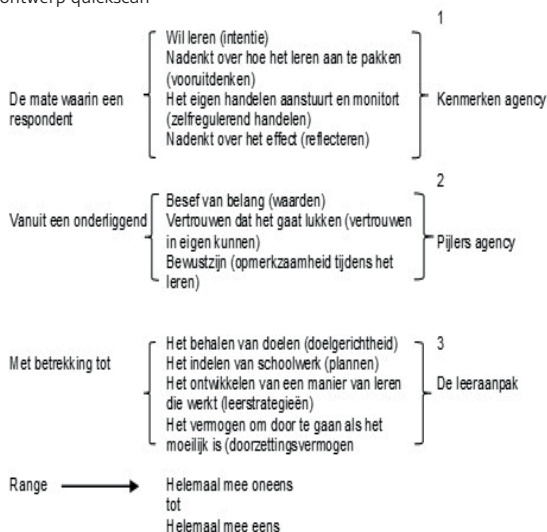 ontwerp quickscan
1
Wil leren (intentie)
Nadenkt over hoe het leren aan te pakken
(vooruitdenken)
De mate waarin een
respondent
Het eigen handelen aanstuurt en monitort
(zelfregulerend handelen)
Nadenkt over het effect (reflecteren)
Kenmerken agency
2
Vanuit een onderliggend
Besef van belang (waarden)
Vertrouwen dat het gaat lukken (vertrouwen
in eigen kunnen)
Bewustzijn (opmerkzaamheid tijdens het
leren)
Pijlers agency
3
Met betrekking tot
Het behalen van doelen (doelgerichtheid)
Het indelen van schoolwerk (plannen)
Het ontwikkelen van een manier van leren
die werkt (leerstrategieën)
Het vermogen om door te gaan als het
moeilijk is (doorzettingsvermogen
De leeraanpak
Range
Helemaal mee oneens
tot
Helemaal mee eens